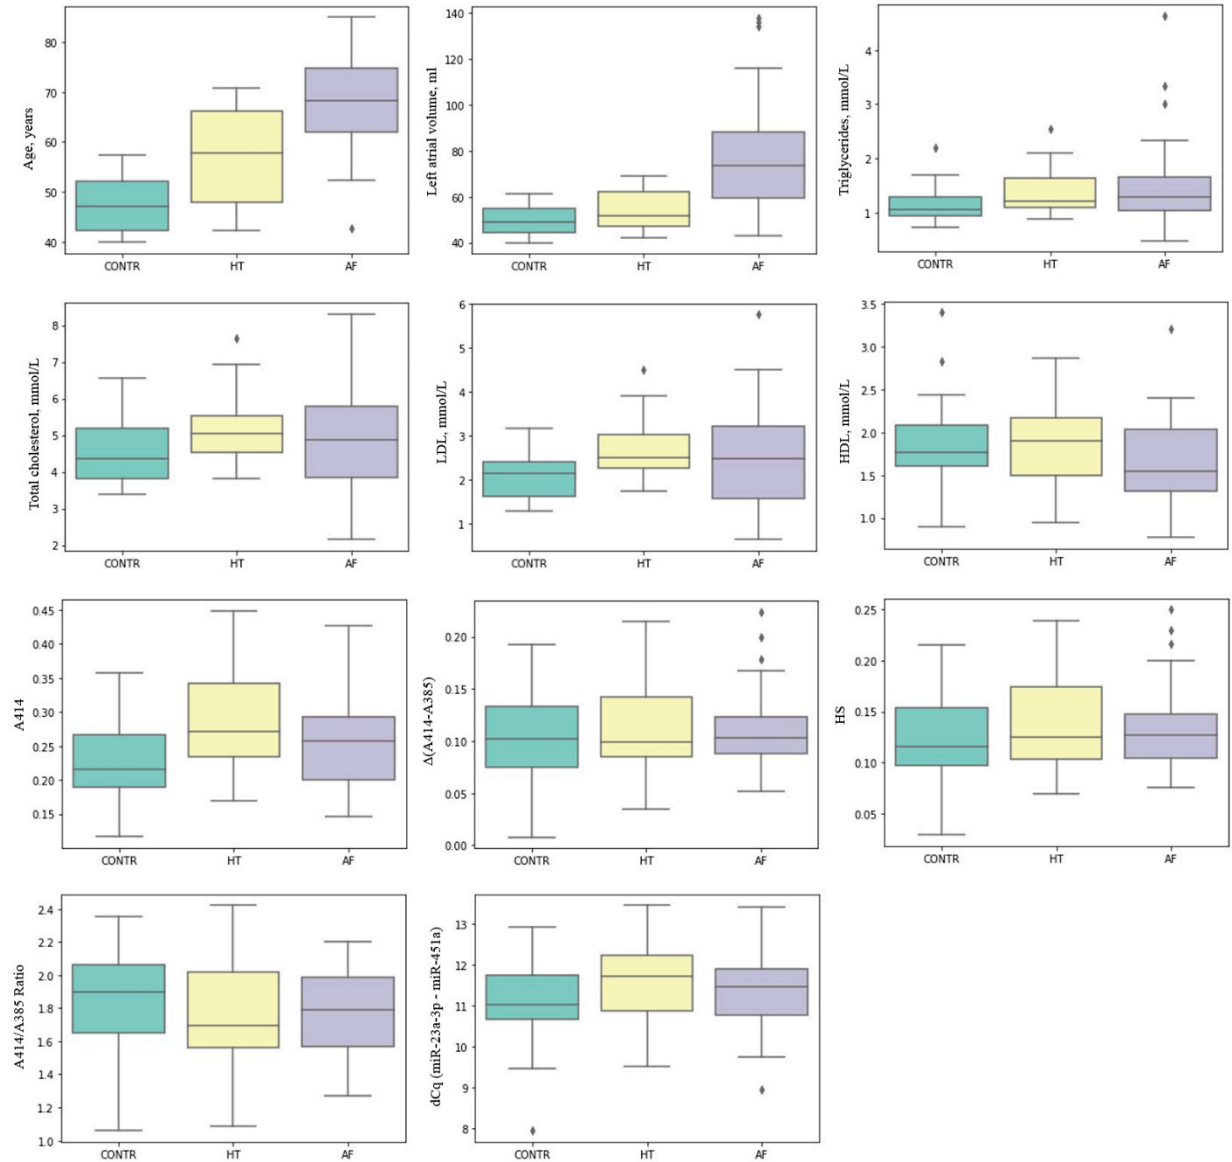 Age, years
80
70
60
50
40
CONTR HT AF
Left atrial volume, ml
140
120
100
80
60
40
CONTR HT AF
Triglycerides, mmol/L
4
3
2
1
CONTR HT AF
Total cholesterol, mmol/L
8
7
6
5
4
3
2
CONTR HT AF
LDL, mmol/L
6
5
4
3
2
1
CONTR HT AF
HDL, mmol/L
3.5
3.0
2.5
2.0
1.5
1.0
CONTR HT AF
A414
0.45
0.40
0.35
0.30
0.25
0.20
0.15
CONTR HT AF
Δ(A414-A385)
0.20
0.15
0.10
0.05
0.00
CONTR HT AF
HS
0.25
0.20
0.15
0.10
0.05
CONTR HT AF
A414/A385 Ratio
2.4
2.2
2.0
1.8
1.6
1.4
1.2
1.0
CONTR HT AF
dCq (miR-23a-3p - miR-451a)
13
12
11
10
9
8
CONTR HT AF